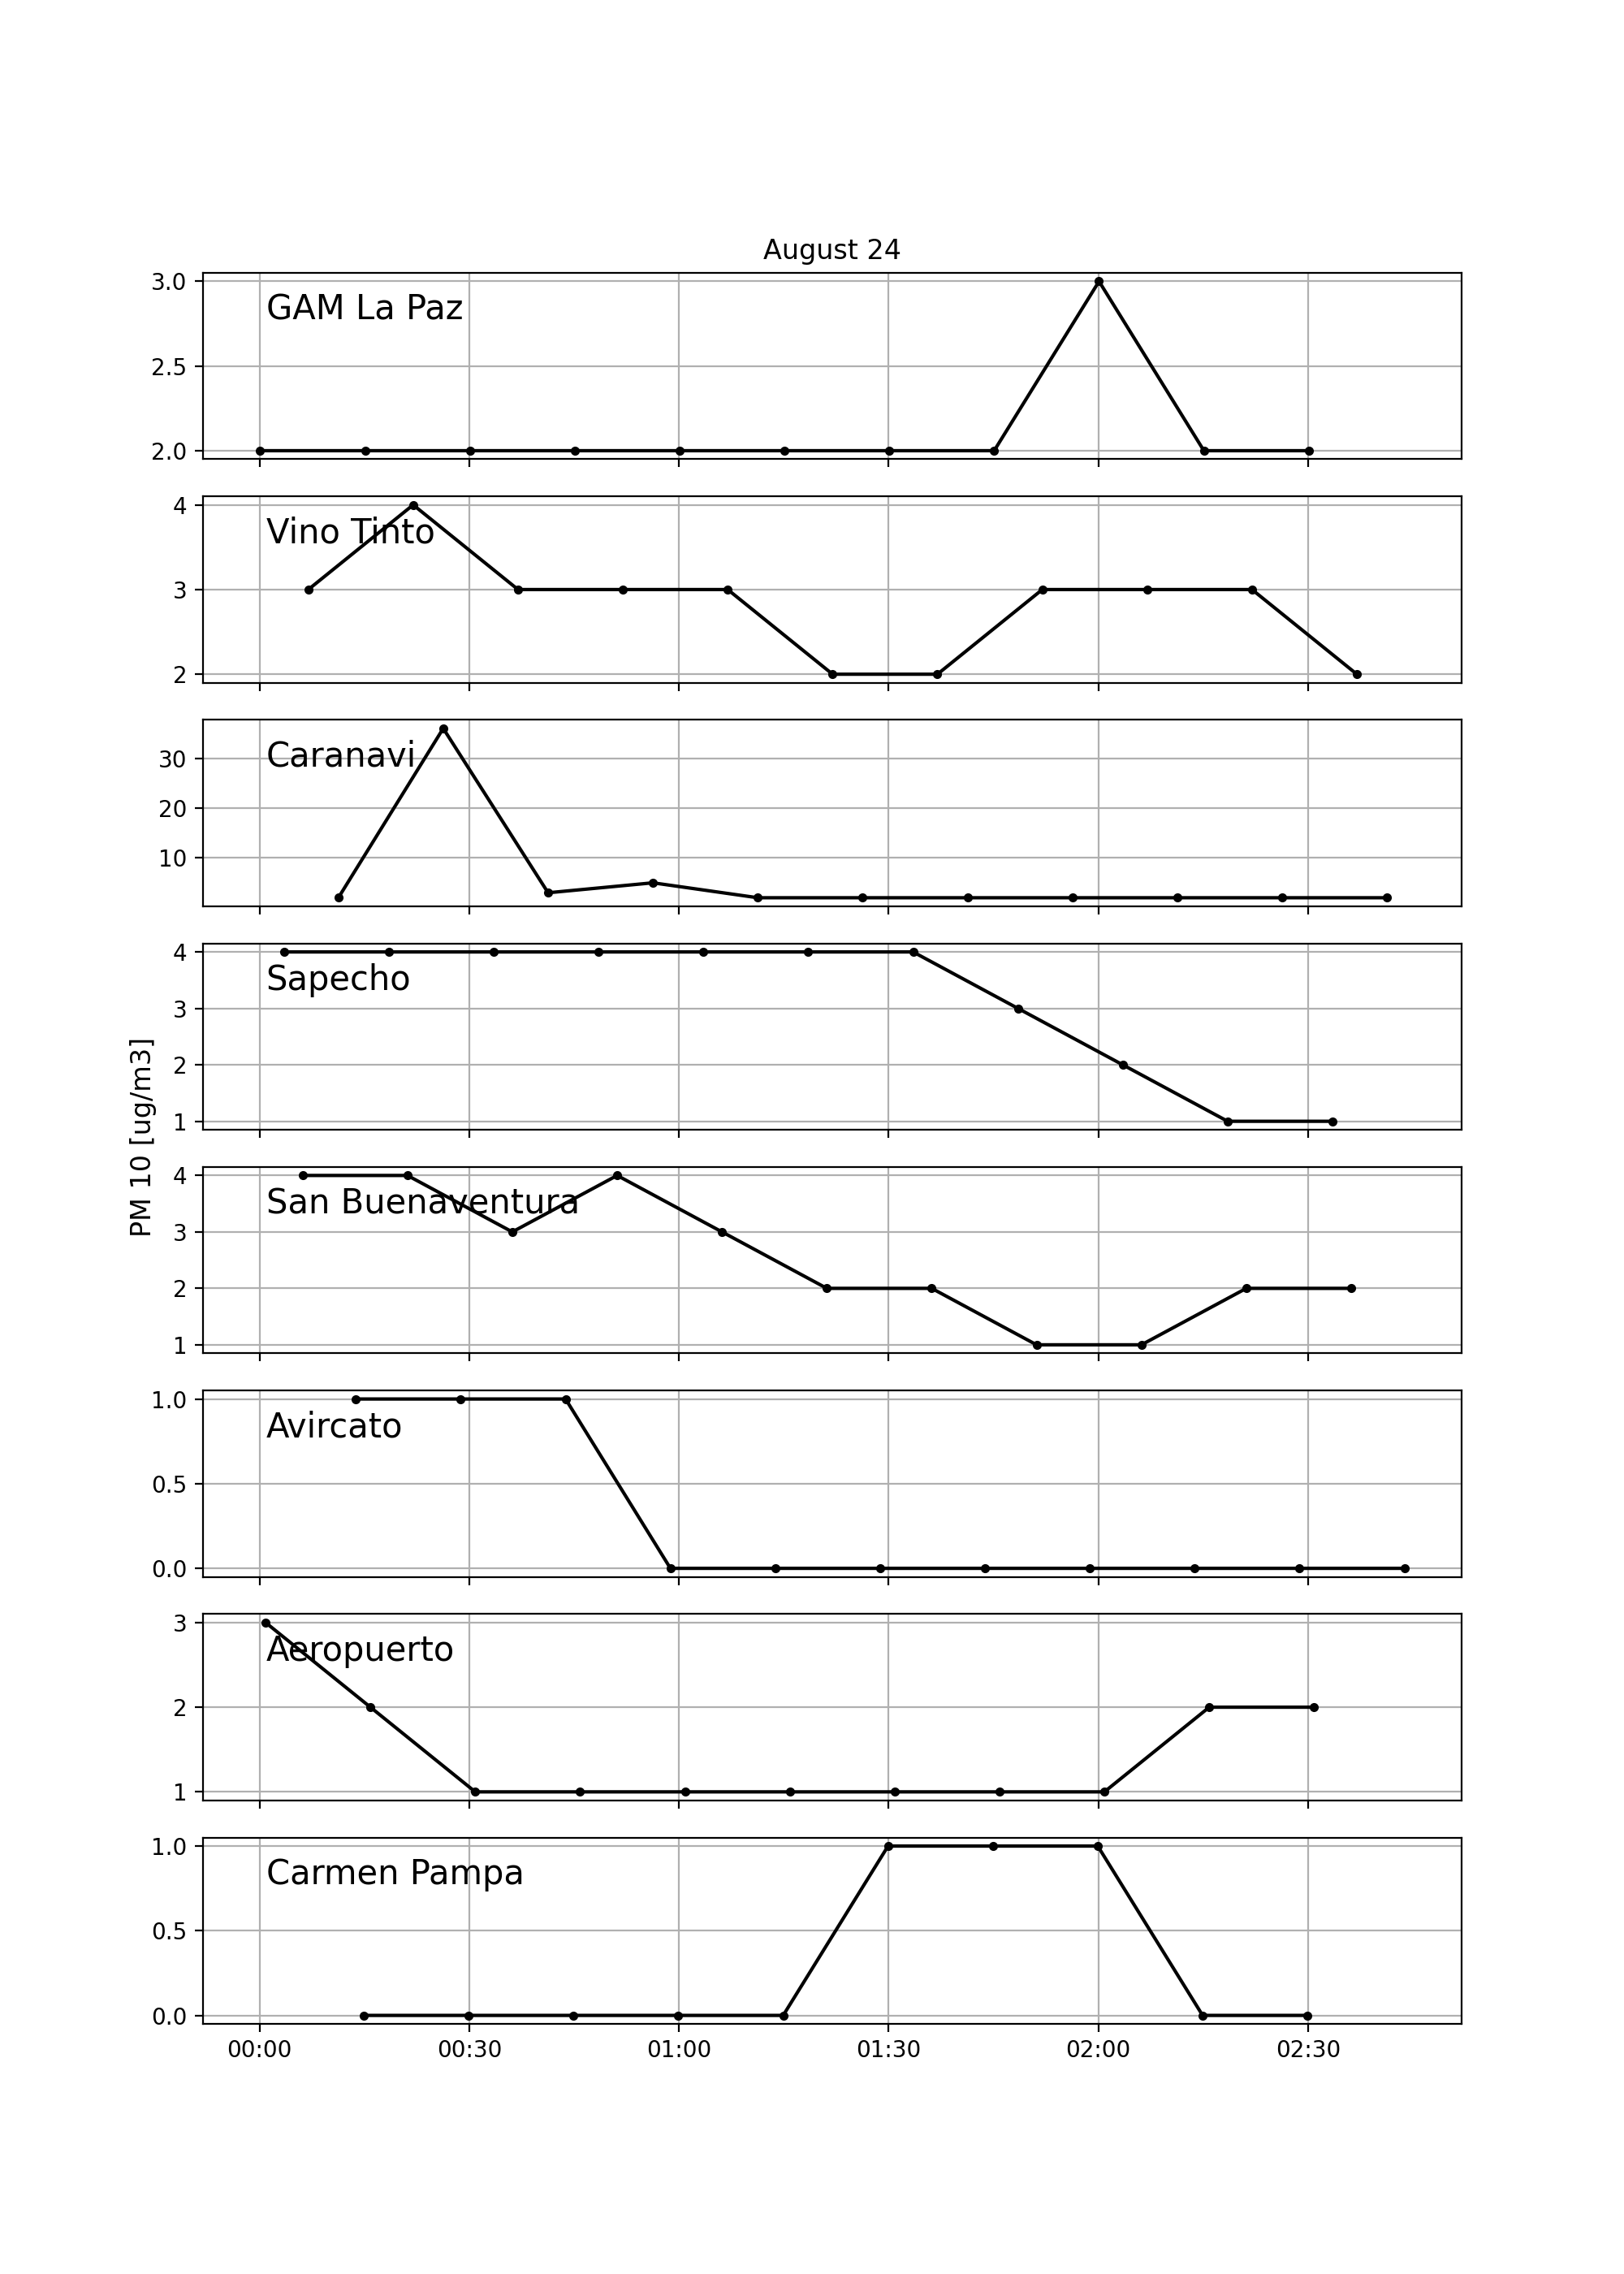 August 24
3.0
GAM La Paz
2.5
2.0
4
Vino Tinto
3
2
Caranavi
30
20
10
4
Sapecho
3
2
1
PM 10 [ug/m3]
4
San Buenaventura
3
2
1
1.0
Avircato
0.5
0.0
3
Aeropuerto
2
1
1.0
Carmen Pampa
0.5
0.0
00:00 00:30 01:00 01:30 02:00 02:30